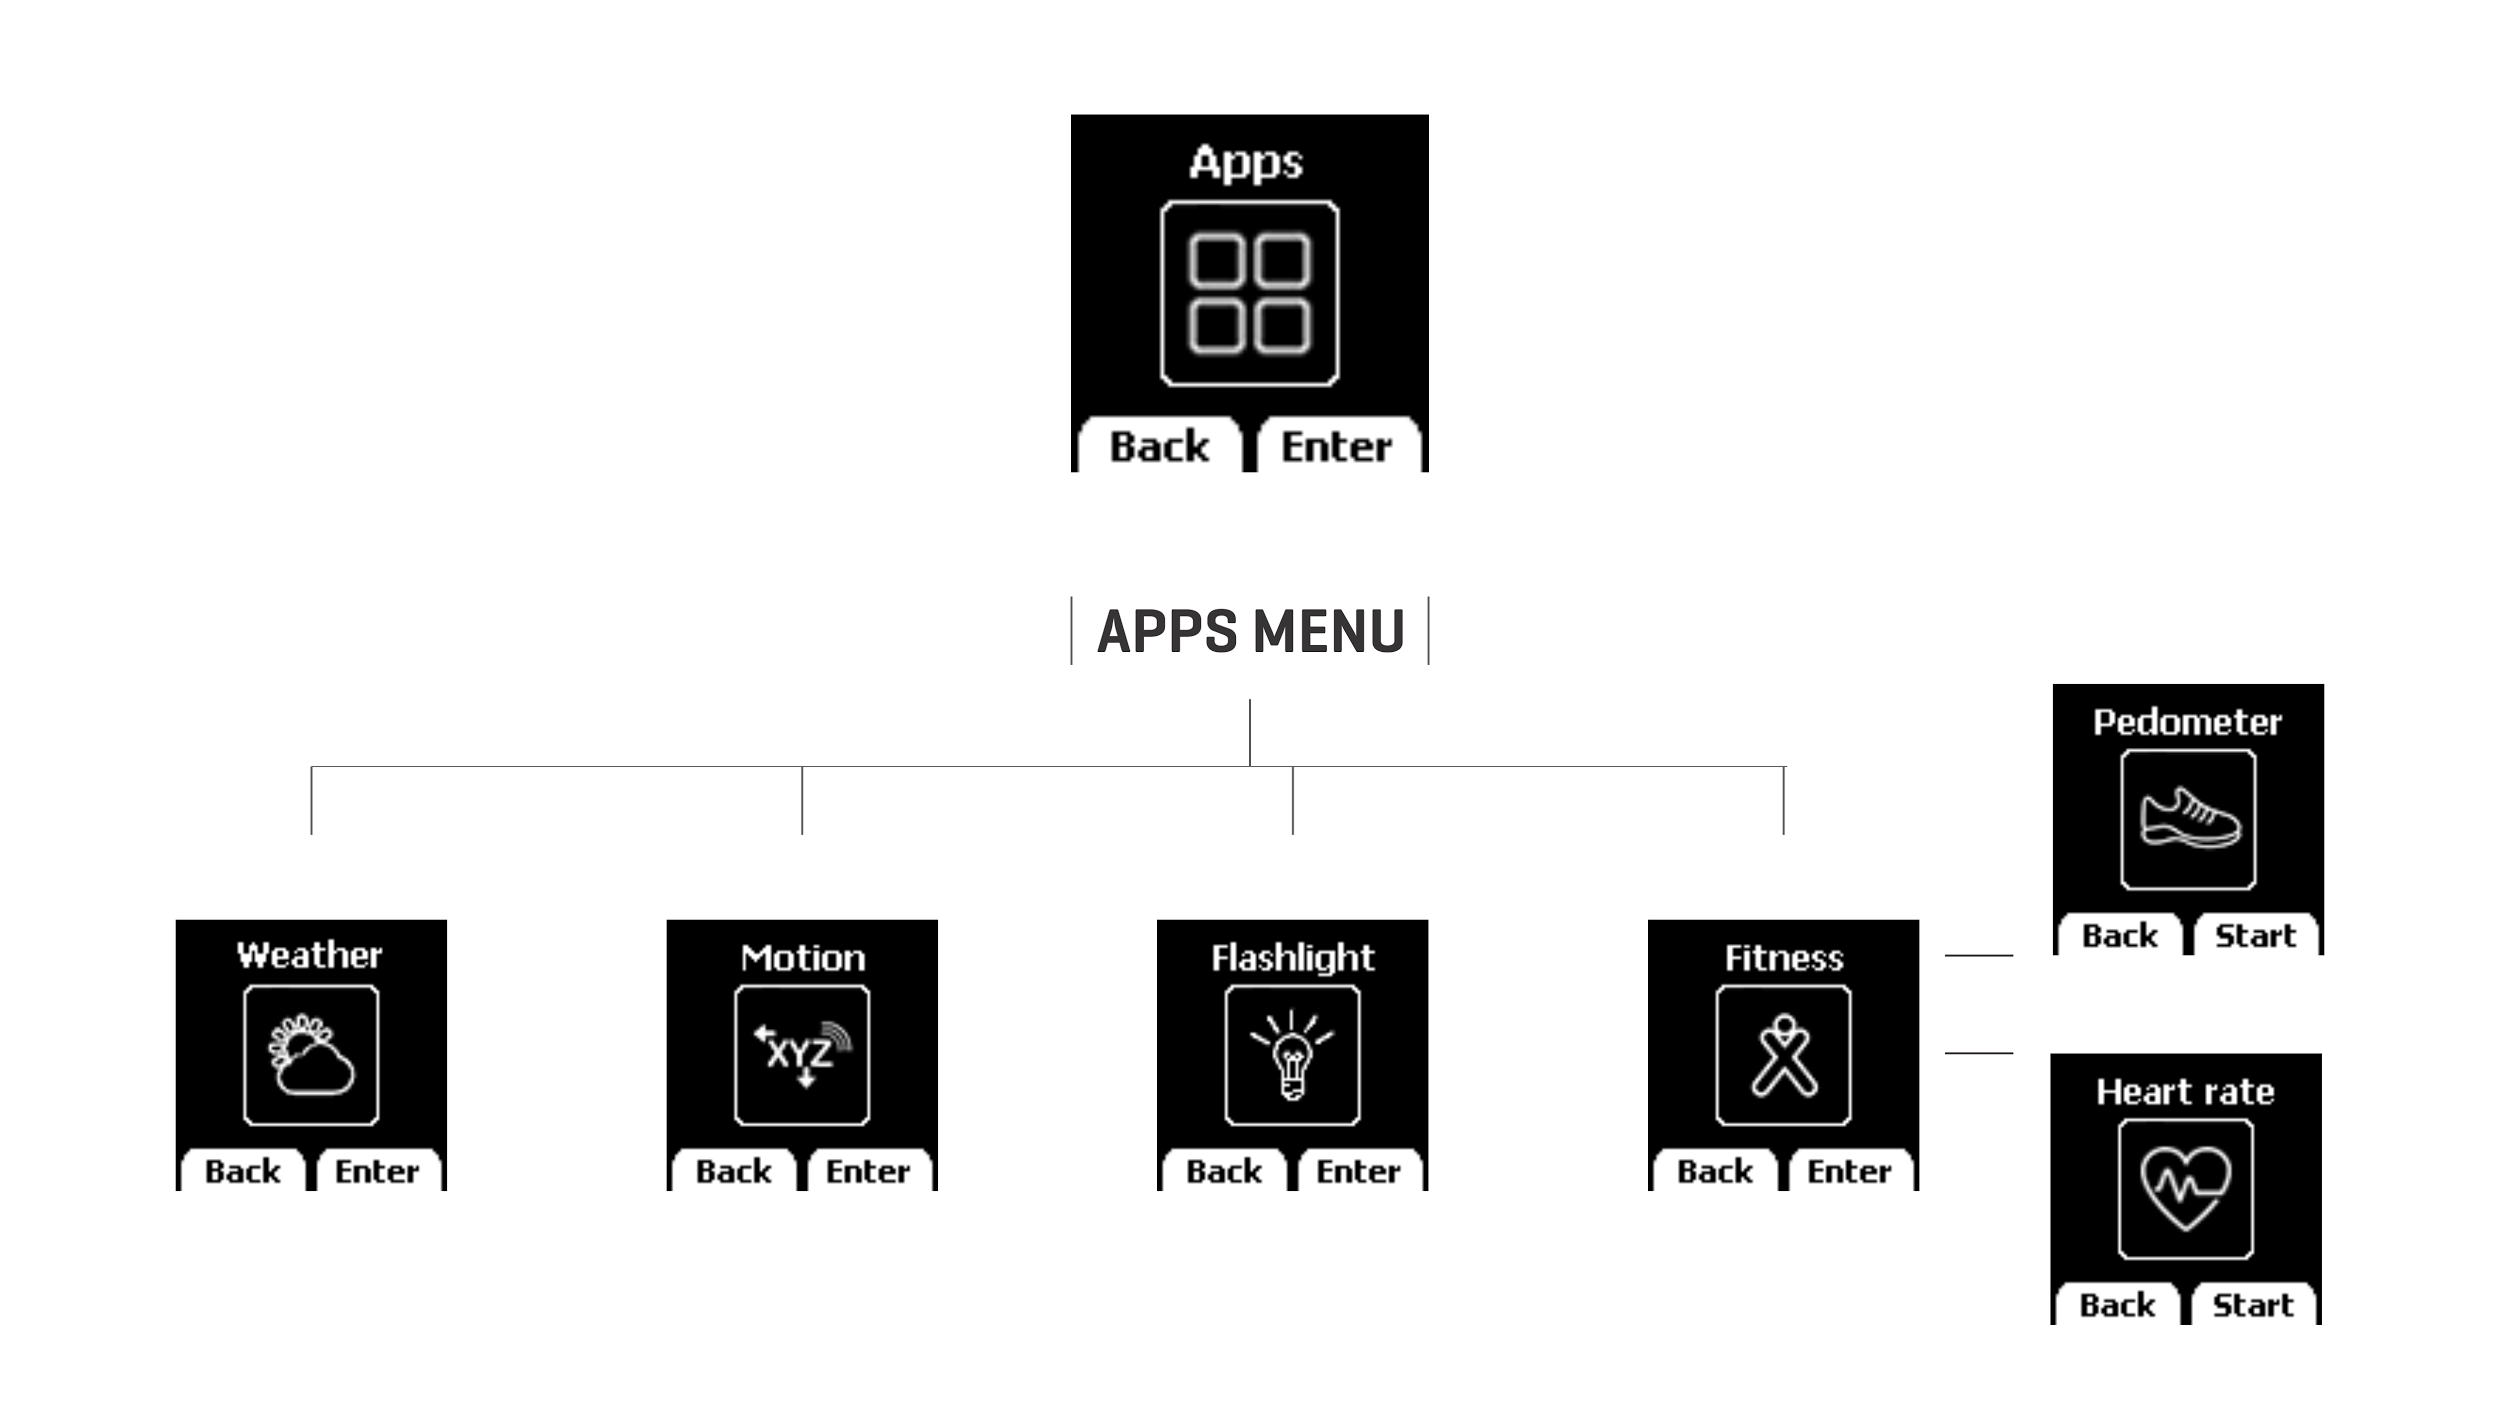 Apps
Back Enter
APPS MENU
Weather
XYZ
Back Enter
Motion
Back Enter
Flashlight
Back Enter
Fitness
Back Enter
Pedometer
Back Start
Heart rate
Back Start